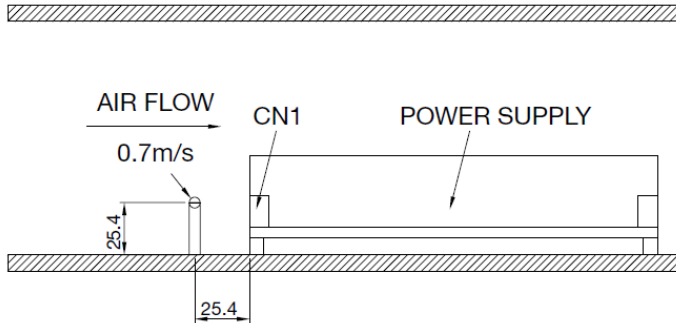 AIR FLOW
0.7m/s
CN1
POWER SUPPLY
25.4
25.4